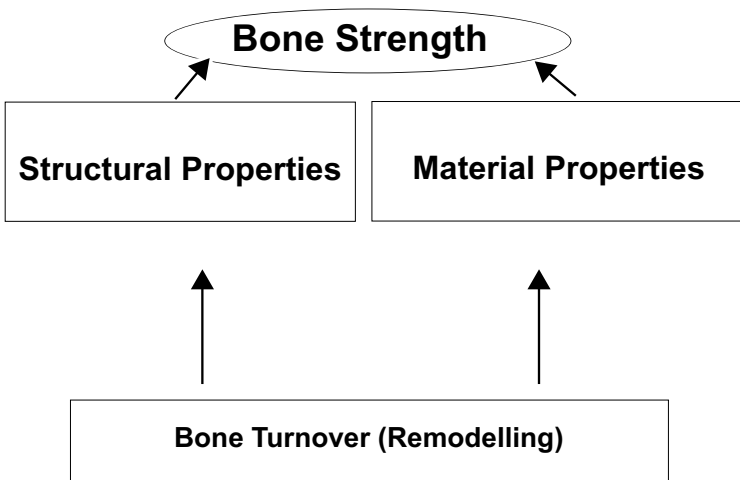 Bone Strength
Structural Properties
Material Properties
Bone Turnover (Remodelling)